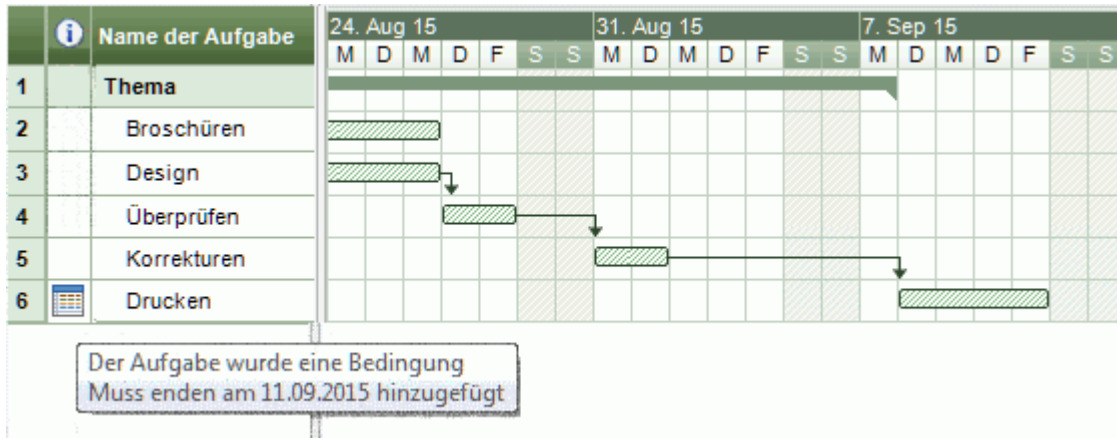 Name der Aufgabe
24. Aug 15 31. Aug 15 7. Sep 15
M D M D F S S M D M D F S S M D M D F S S
1 Thema
2 Broschüren
3 Design
4 Überprüfen
5 Korrekturen
6 Drucken
Der Aufgabe wurde eine Bedingung
Muss enden am 11.09.2015 hinzugefügt